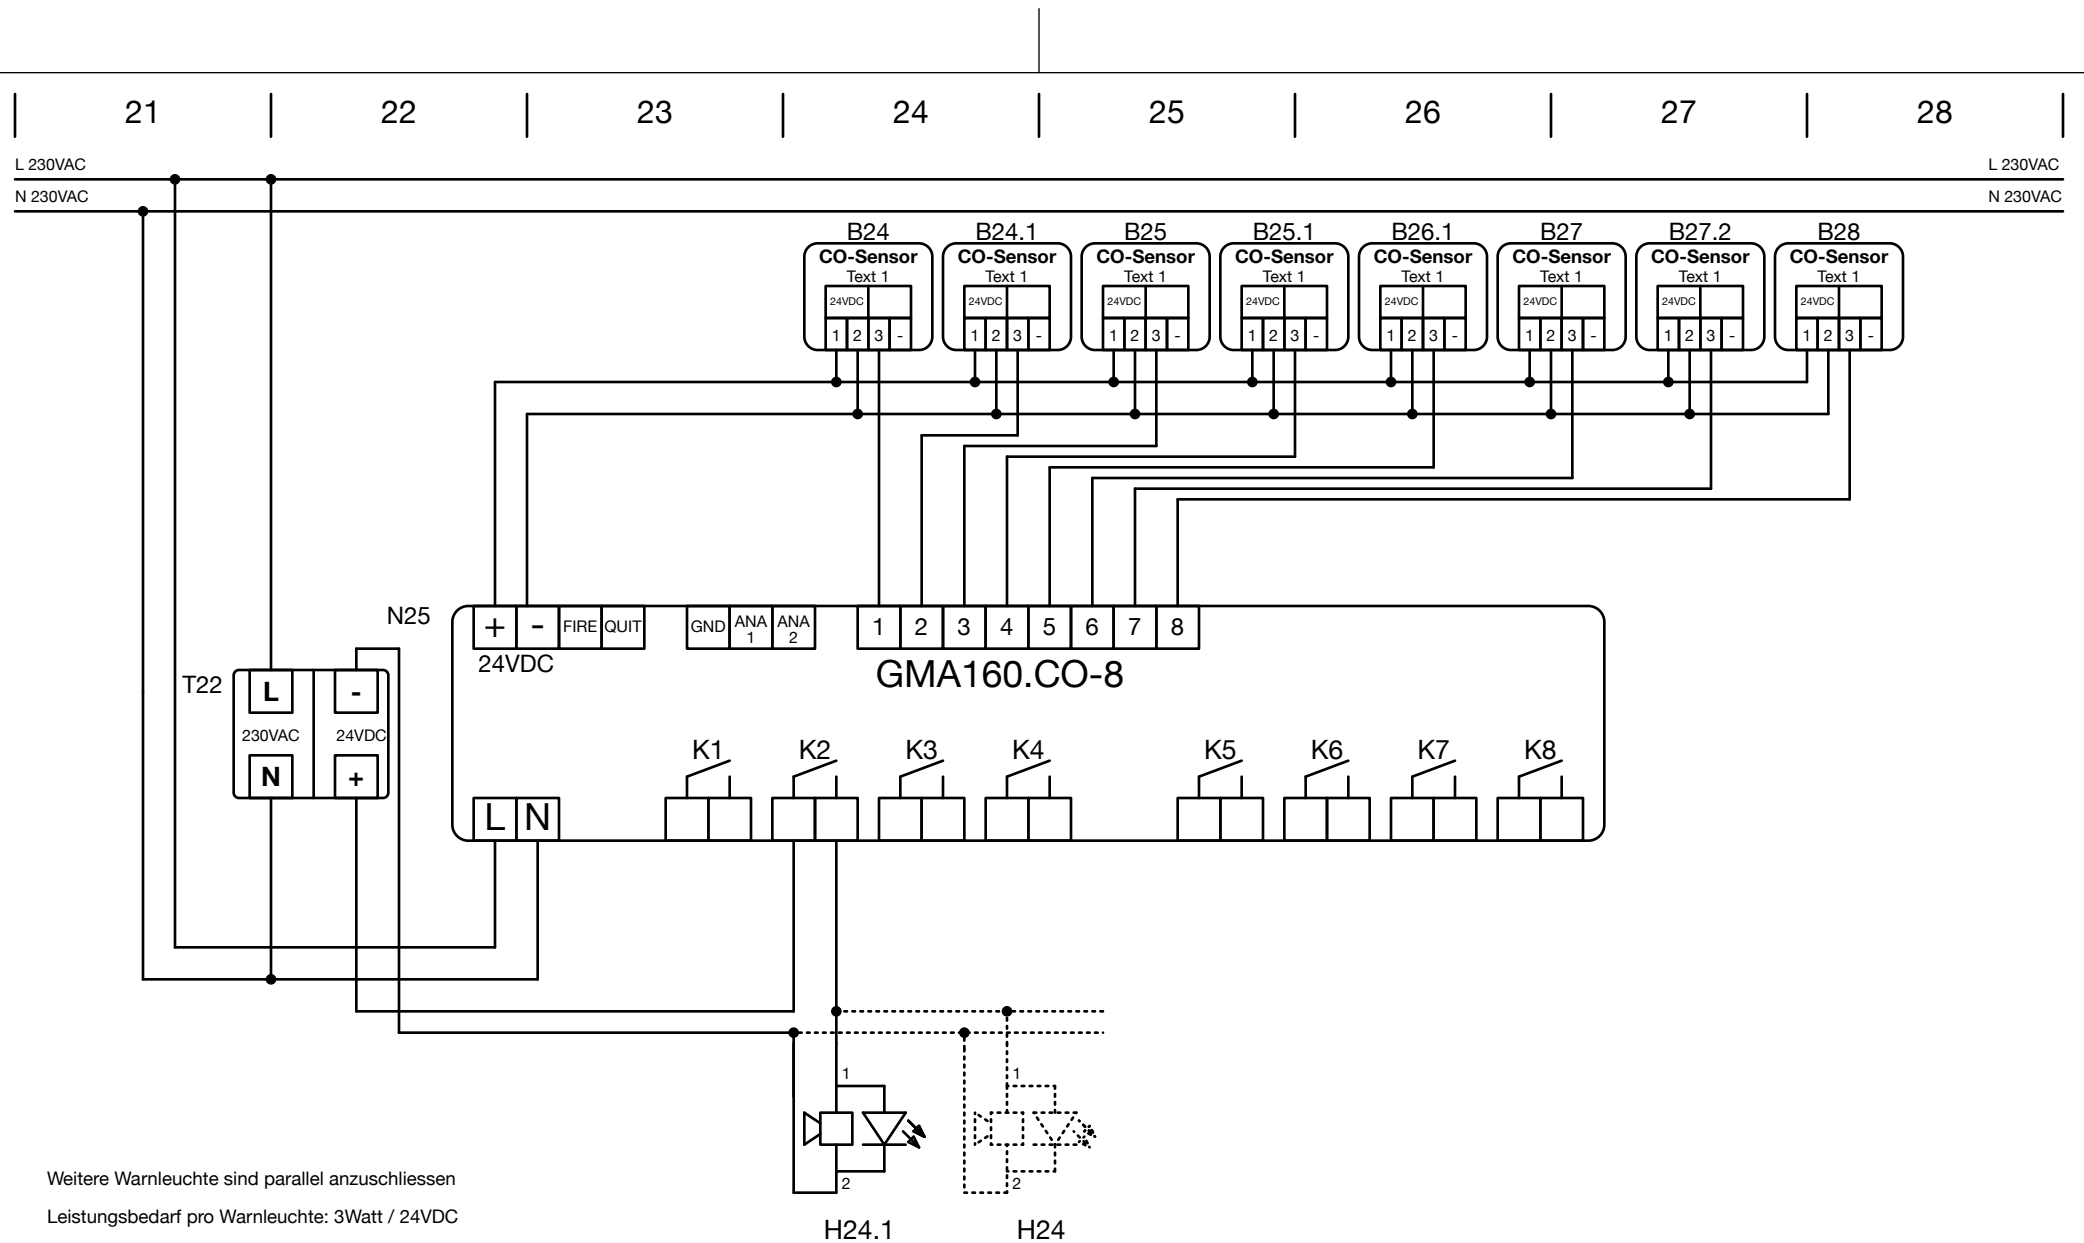 21 22 23 24 25 26 27 28
L 230VAC L 230VAC
N 230VAC N 230VAC
B24 B24.1 B25 B25.1 B26.1 B27 B27.2 B28
CO-Sensor CO-Sensor CO-Sensor CO-Sensor CO-Sensor CO-Sensor CO-Sensor CO-Sensor
Text 1 Text 1 Text 1 Text 1 Text 1 Text 1 Text 1 Text 1
24VDC 24VDC 24VDC 24VDC 24VDC 24VDC 24VDC 24VDC
1 2 3 - 1 2 3 - 1 2 3 - 1 2 3 - 1 2 3 - 1 2 3 - 1 2 3 - 1 2 3 -
N25 + - FIRE QUIT GND ANA 1 ANA 2 1 2 3 4 5 6 7 8
24VDC
GMA160.CO-8
T22 L -
230VAC 24VDC
N +
K1 K2 K3 K4 K5 K6 K7 K8
L N
1 1
2 2
H24.1 H24
Weitere Warnleuchte sind parallel anzuschliessen
Leistungsbedarf pro Warnleuchte: 3Watt / 24VDC